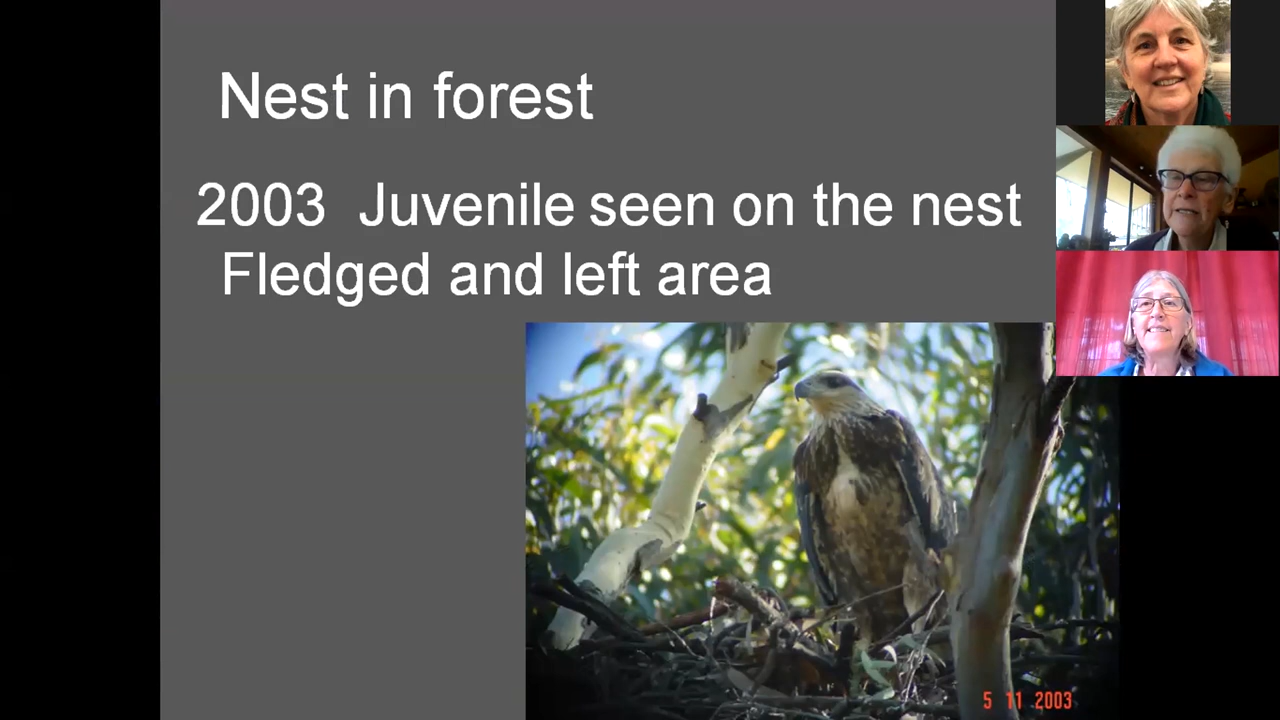 Nest in forest
2003 Juvenile seen on the nest
Fledged and left area
5 11 2003